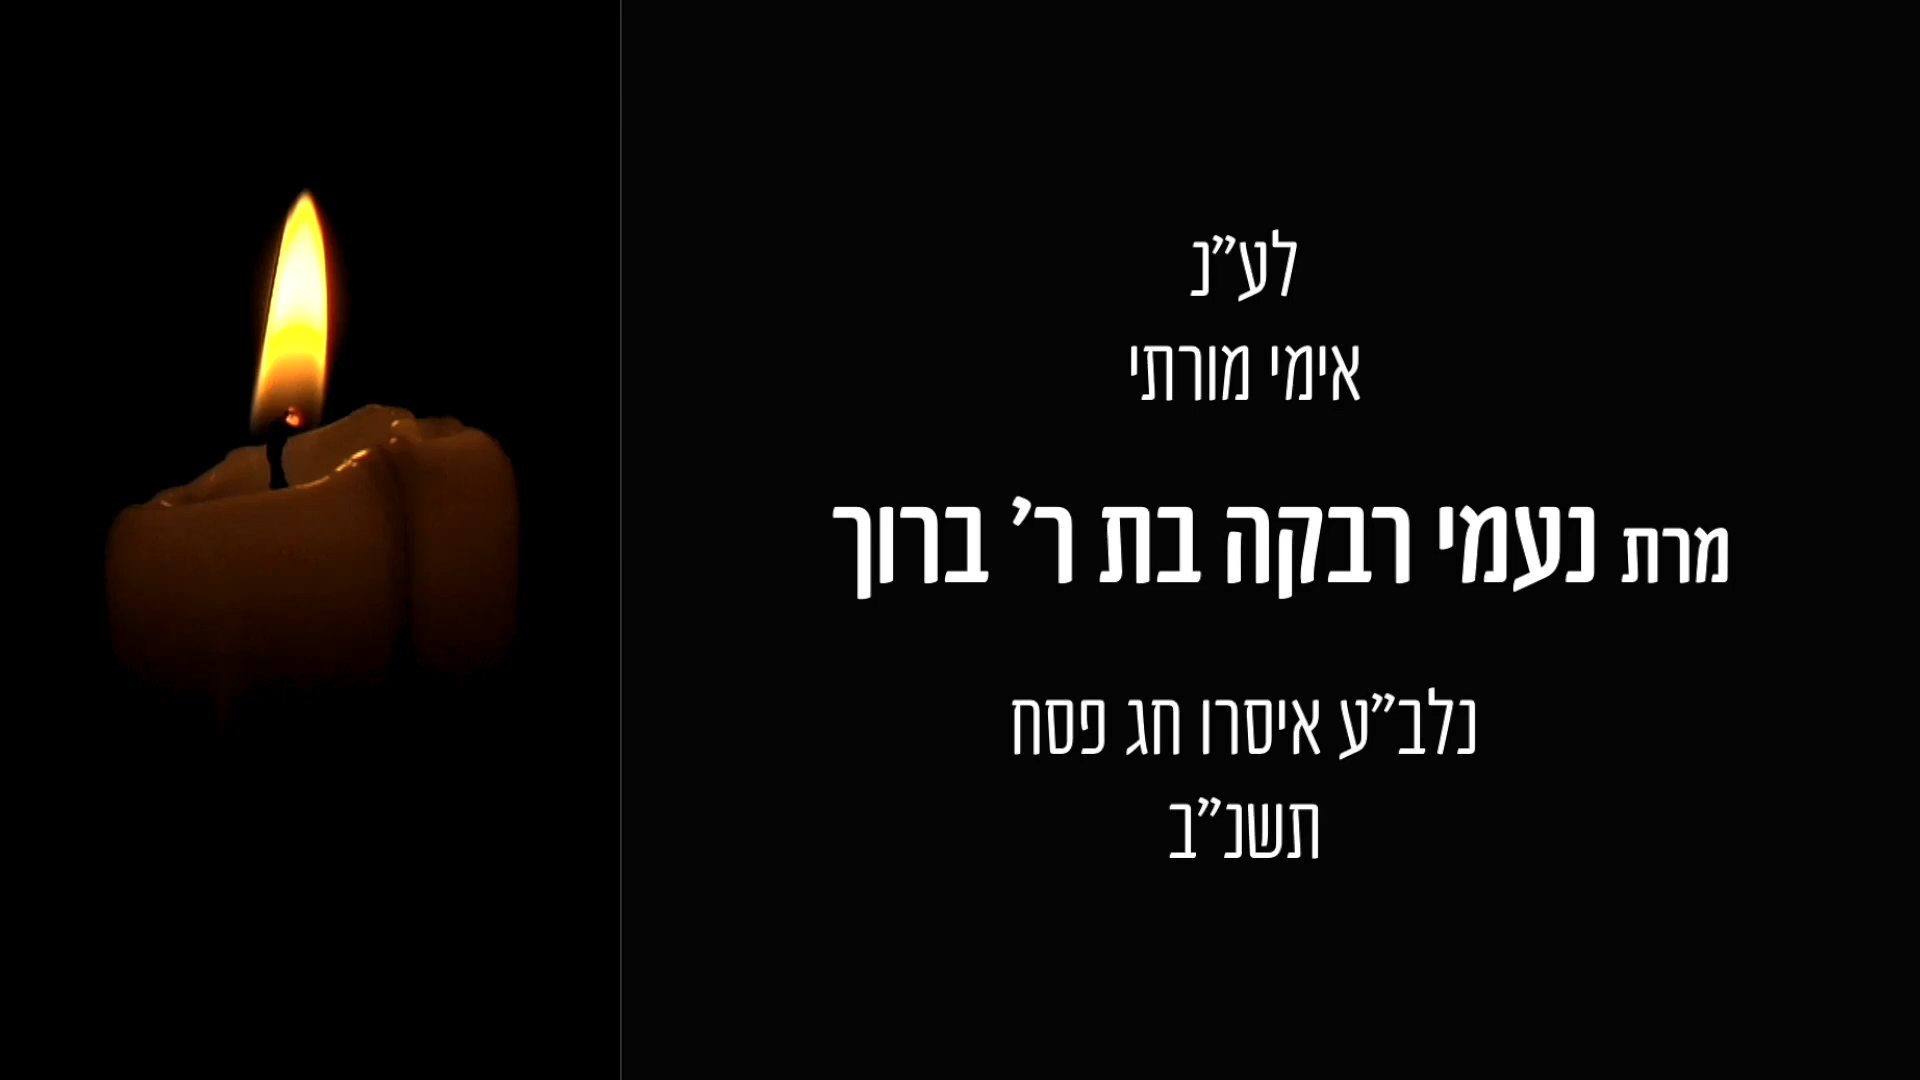 לע"נ
אימי מורתי
מרת נעמי רבקה בת ר' ברוך
נלב"ע איסרו חג פסח
תשנ"ב